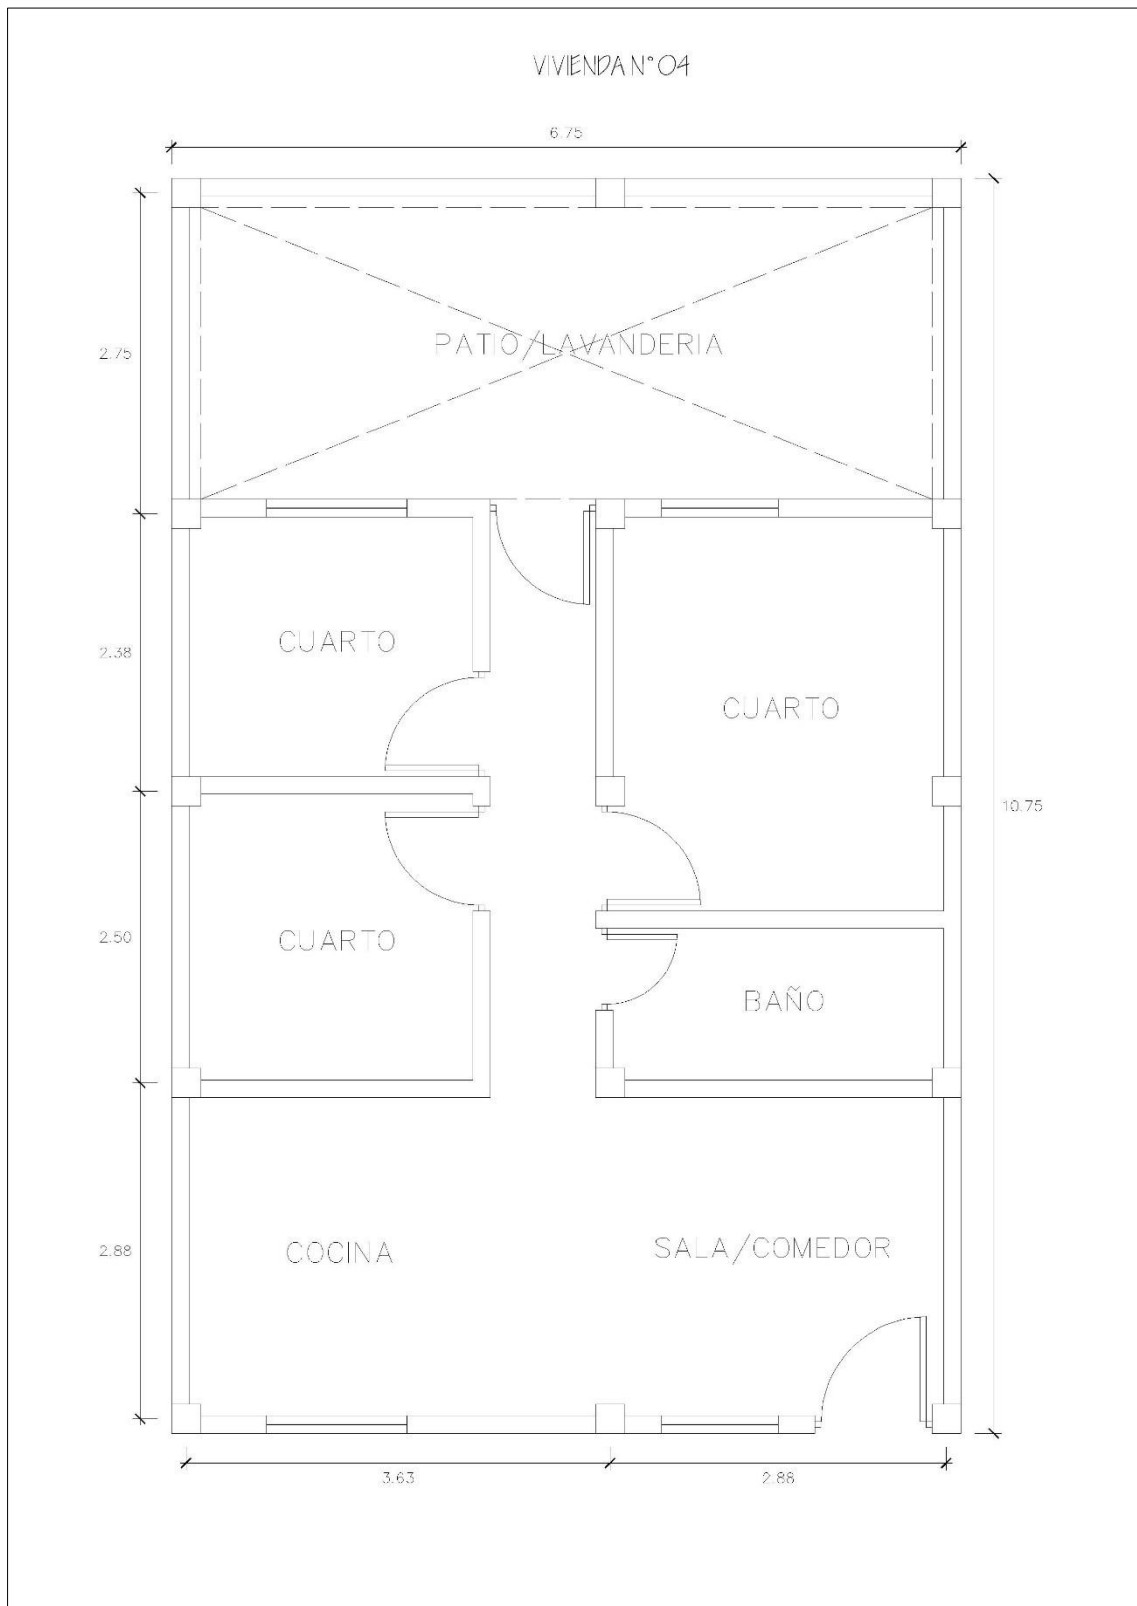 VIVIENDA N° 04
6.75
2.75
PATIO/LAVANDERIA
2.38
CUARTO
CUARTO
10.75
2.50
CUARTO
BAÑO
2.88
COCINA
SALA/COMEDOR
3.63
2.88